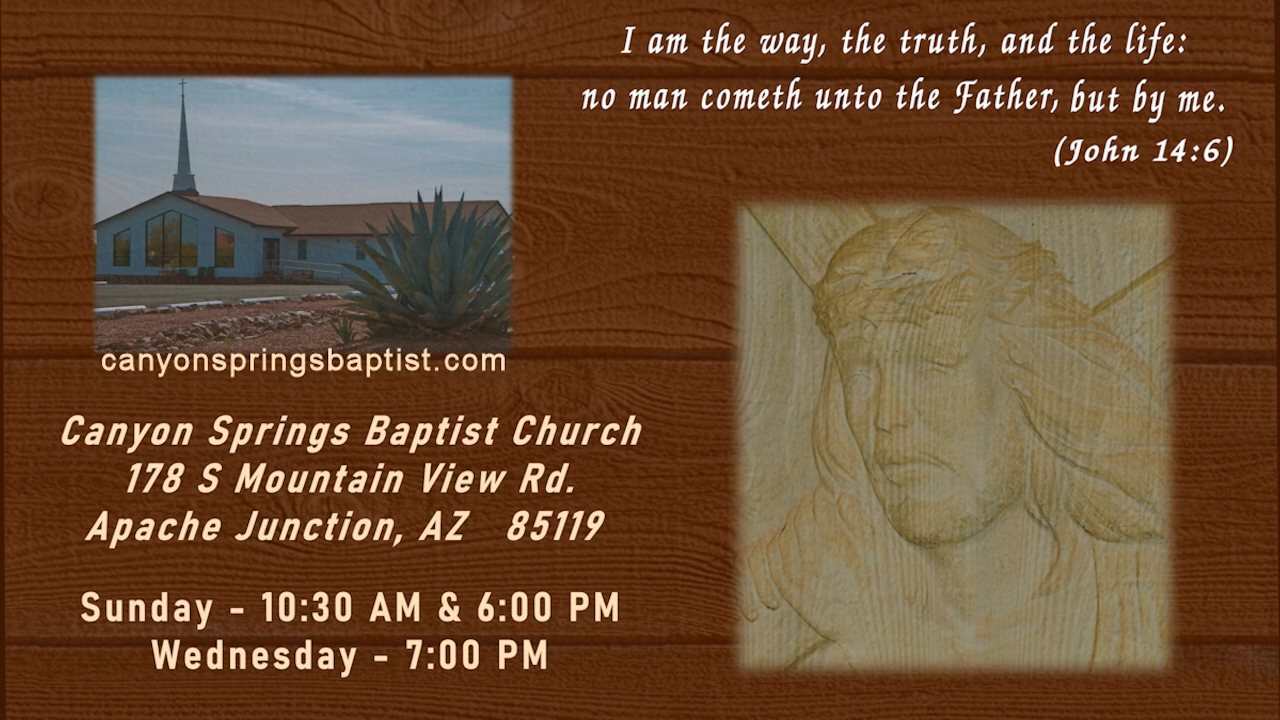 I am the way, the truth, and the life:
no man cometh unto the Father, but by me.
(John 14:6)
canyonspringsbaptist.com
Canyon Springs Baptist Church
178 S Mountain View Rd.
Apache Junction, AZ 85119
Sunday - 10:30 AM & 6:00 PM
Wednesday - 7:00 PM